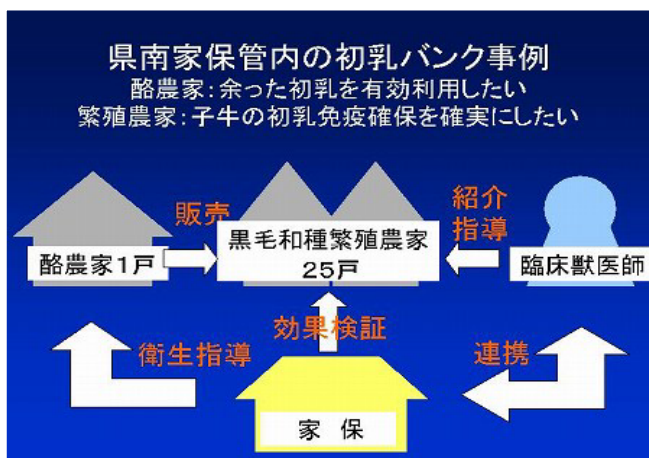 県南家保管内の初乳バンク事例
酪農家:余った初乳を有効利用したい
繁殖農家:子牛の初乳免疫確保を確実にしたい
販売
紹介
指導
酪農家1戸
黒毛和種繁殖農家
25戸
臨床獣医師
効果検証
衛生指導
連携
家 保